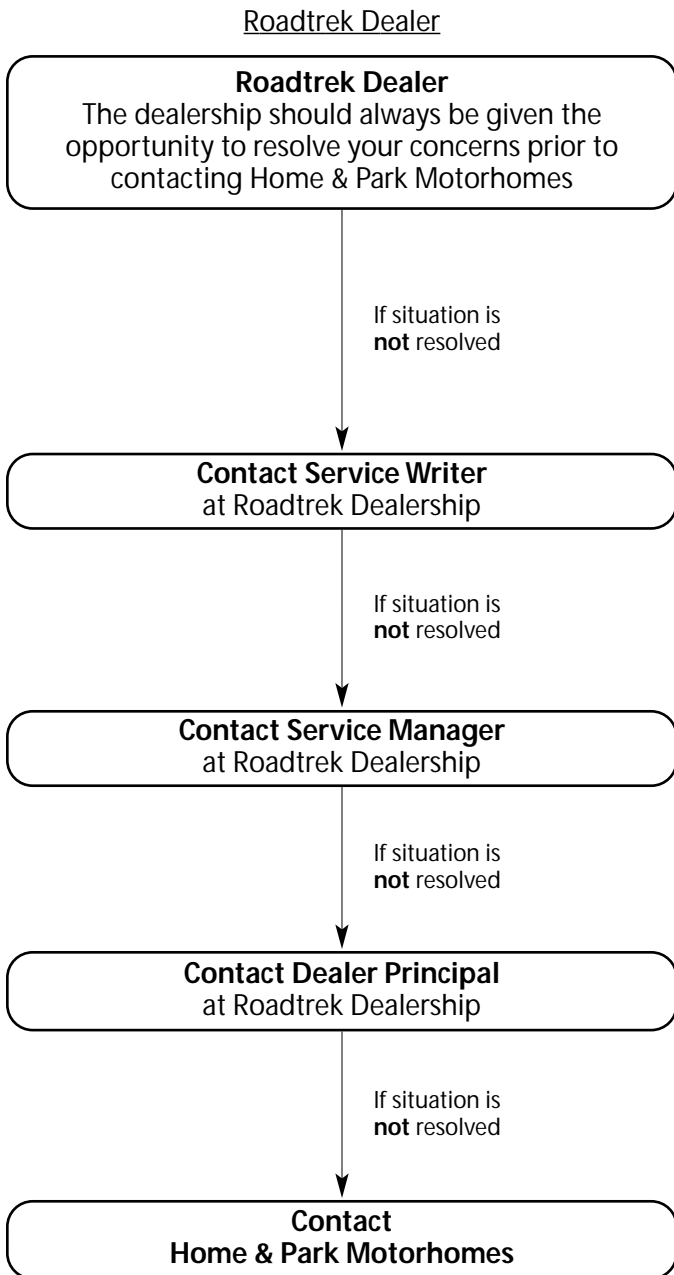 Roadtrek Dealer
Roadtrek Dealer
The dealership should always be given the
opportunity to resolve your concerns prior to
contacting Home & Park Motorhomes
If situation is
not resolved
Contact Service Writer
at Roadtrek Dealership
If situation is
not resolved
Contact Service Manager
at Roadtrek Dealership
If situation is
not resolved
Contact Dealer Principal
at Roadtrek Dealership
If situation is
not resolved
Contact
Home & Park Motorhomes